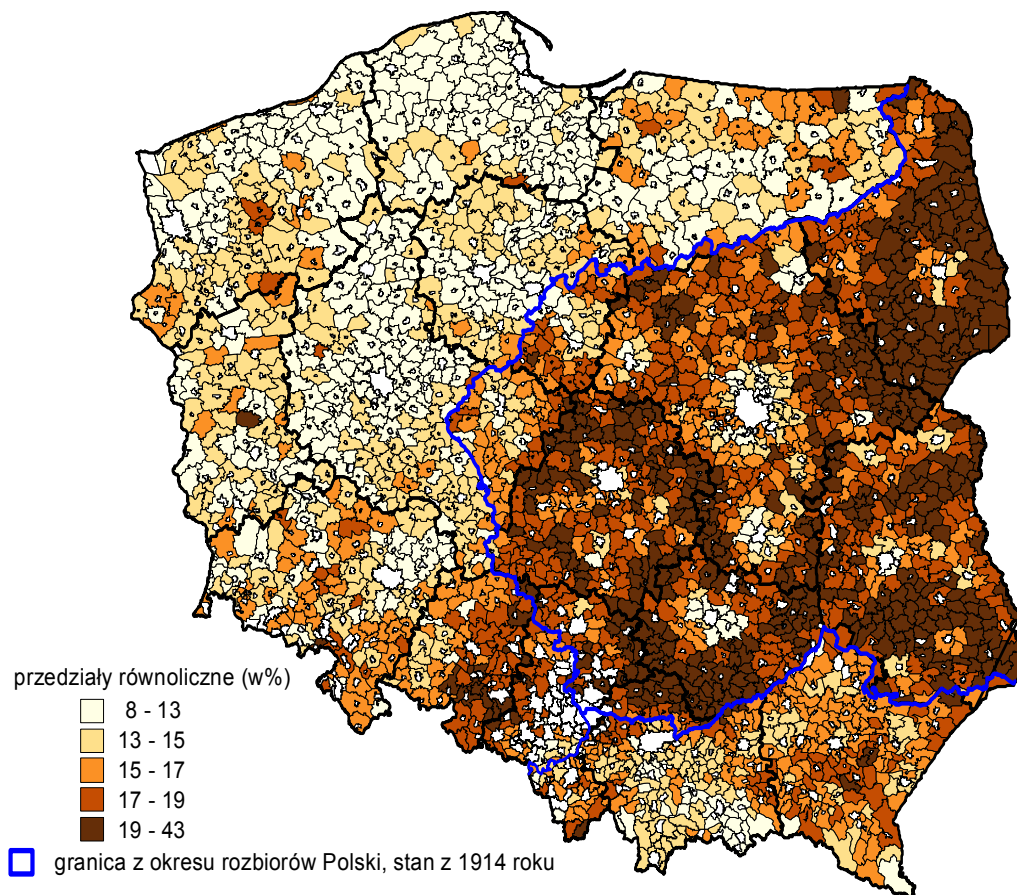 przedziały równoliczne (w%)
8 - 13
13 - 15
15 - 17
17 - 19
19 - 43
granica z okresu rozbiorów Polski, stan z 1914 roku